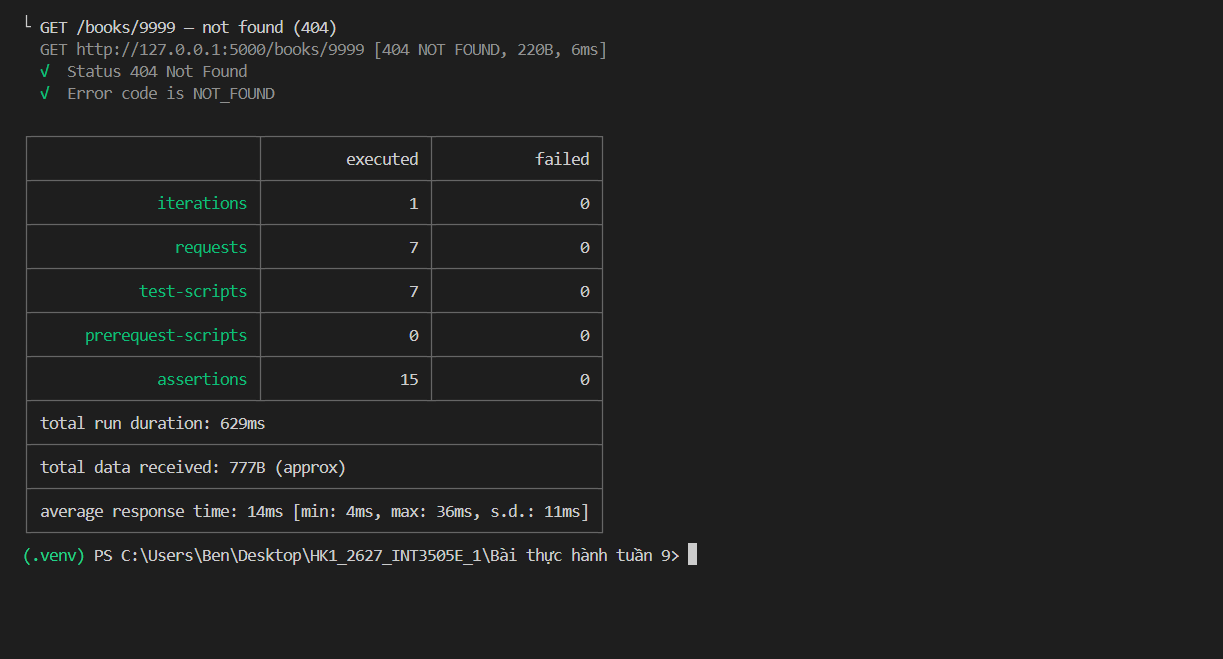 └ GET /books/9999 — not found (404)
GET http://127.0.0.1:5000/books/9999 [404 NOT FOUND, 220B, 6ms]
√ Status 404 Not Found
√ Error code is NOT_FOUND
executed failed
iterations 1 0
requests 7 0
test-scripts 7 0
prerequest-scripts 0 0
assertions 15 0
total run duration: 629ms
total data received: 777B (approx)
average response time: 14ms [min: 4ms, max: 36ms, s.d.: 11ms]
(.venv) PS C:\Users\Ben\Desktop\HK1_2627_INT3505E_1\Bài thực hành tuần 9>